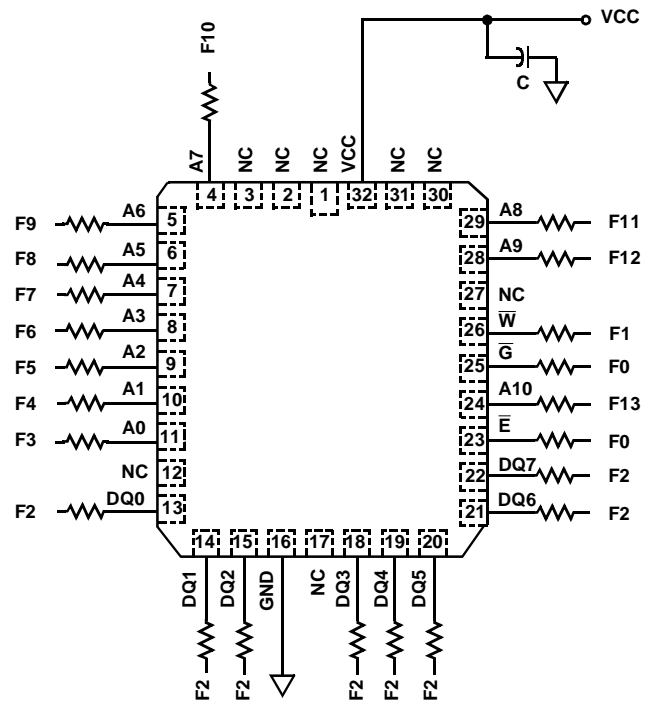 F10
VCC
C
A7 NC NC NC VCC NC NC
4 3 2 1 32 31 30
F9 A6 5
F8 A5 6
F7 A4 7
F6 A3 8
F5 A2 9
F4 A1 10
F3 A0 11
NC 12
F2 DQ0 13
29 A8 F11
28 A9 F12
27 NC
26 W̅ F1
25 G̅ F0
24 A10 F13
23 E̅ F0
22 DQ7 F2
21 DQ6 F2
14 15 16 17 18 19 20
DQ1 DQ2 GND NC DQ3 DQ4 DQ5
F2 F2 F2 F2 F2